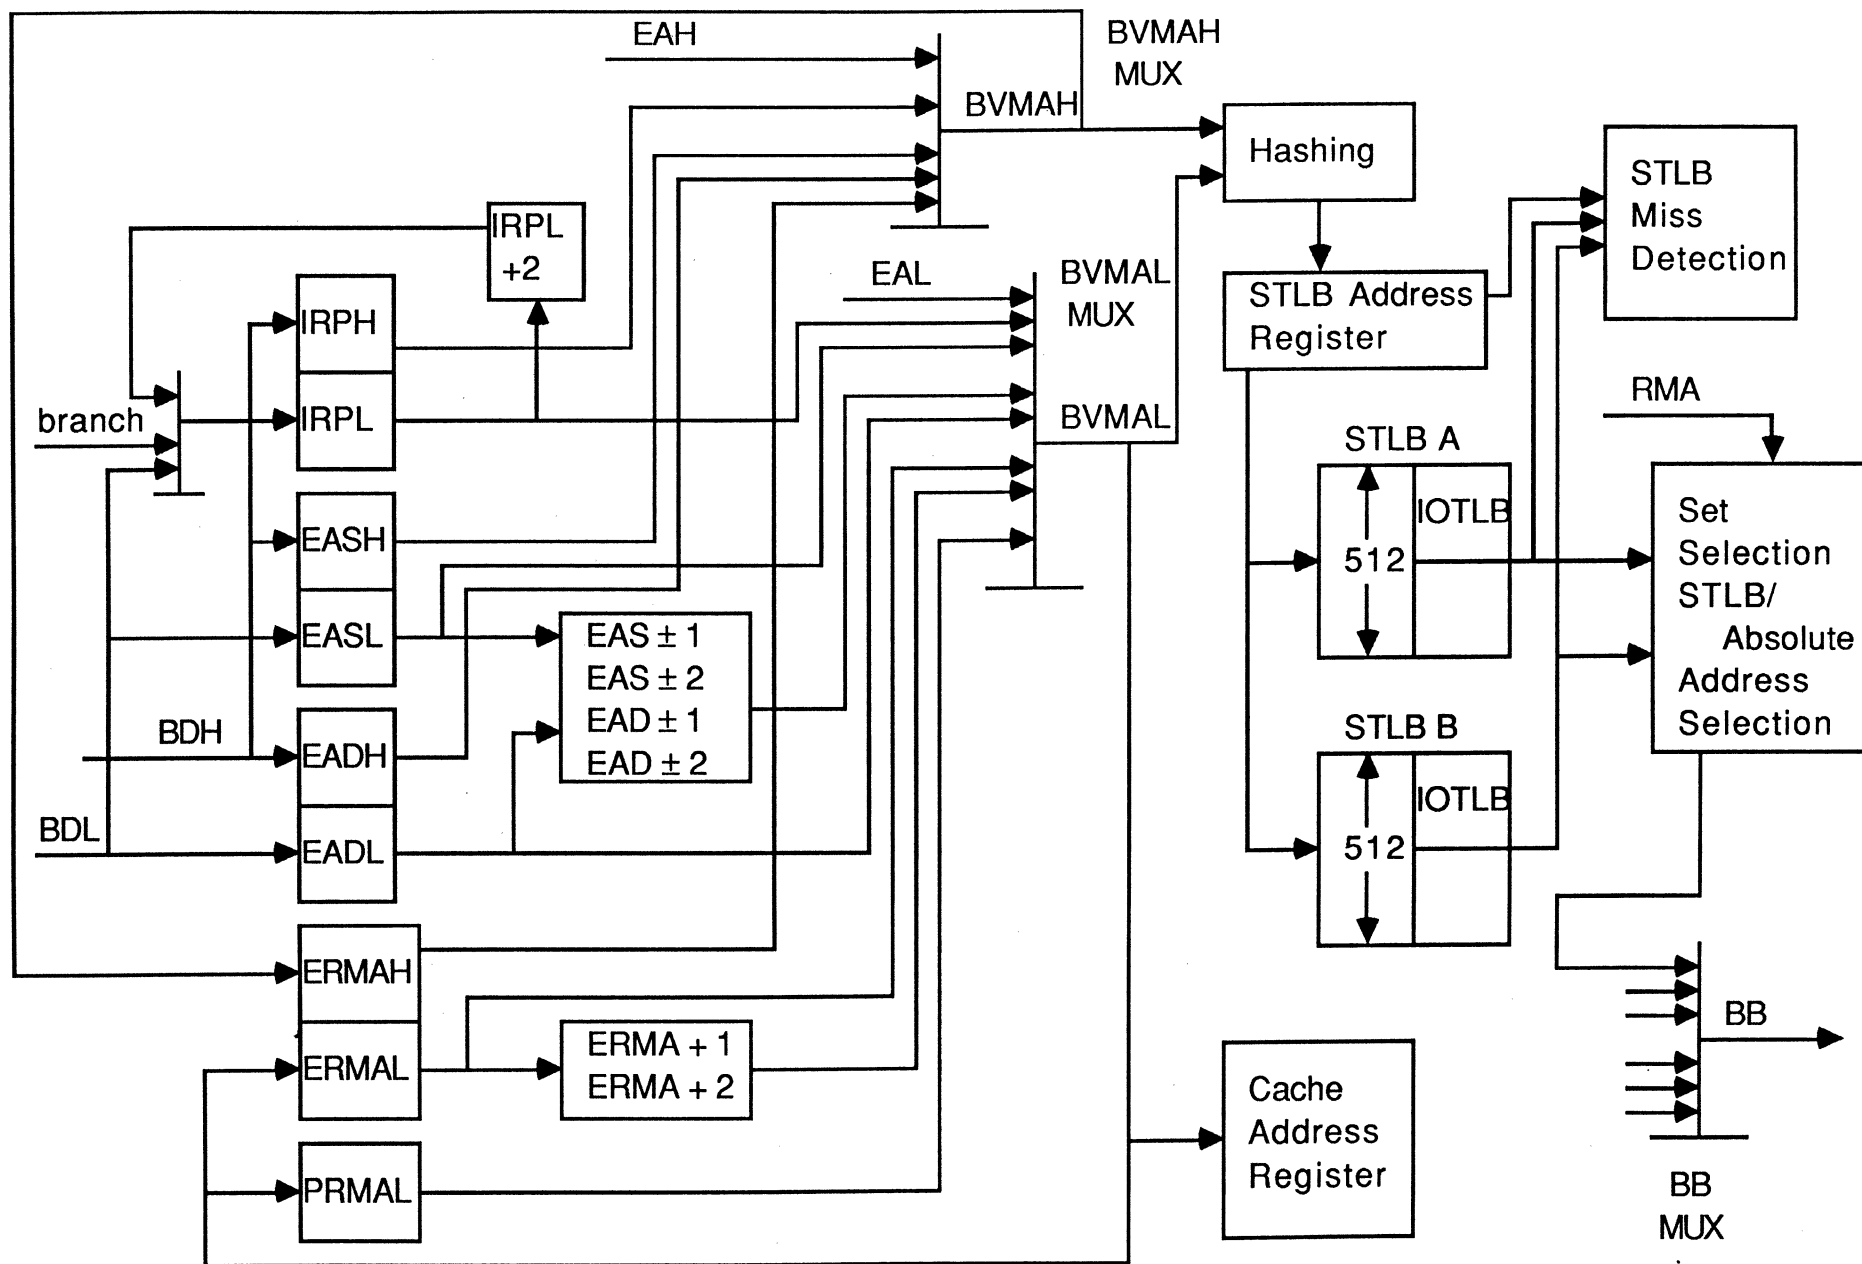 EAH
BVMAH
MUX
BVMAH
Hashing
STLB
Miss
Detection
IRPL
+2
EAL
BVMAL
MUX
STLB Address
Register
IRPH
IRPL
branch
BVMAL
RMA
STLB A
IOTLB
512
Set
Selection
STLB/
Absolute
Address
Selection
EASH
EASL
EAS ± 1
EAS ± 2
EAD ± 1
EAD ± 2
BDH
EADH
BDL
EADL
STLB B
IOTLB
512
ERMAH
ERMAL
ERMA + 1
ERMA + 2
PRMAL
Cache
Address
Register
BB
BB
MUX